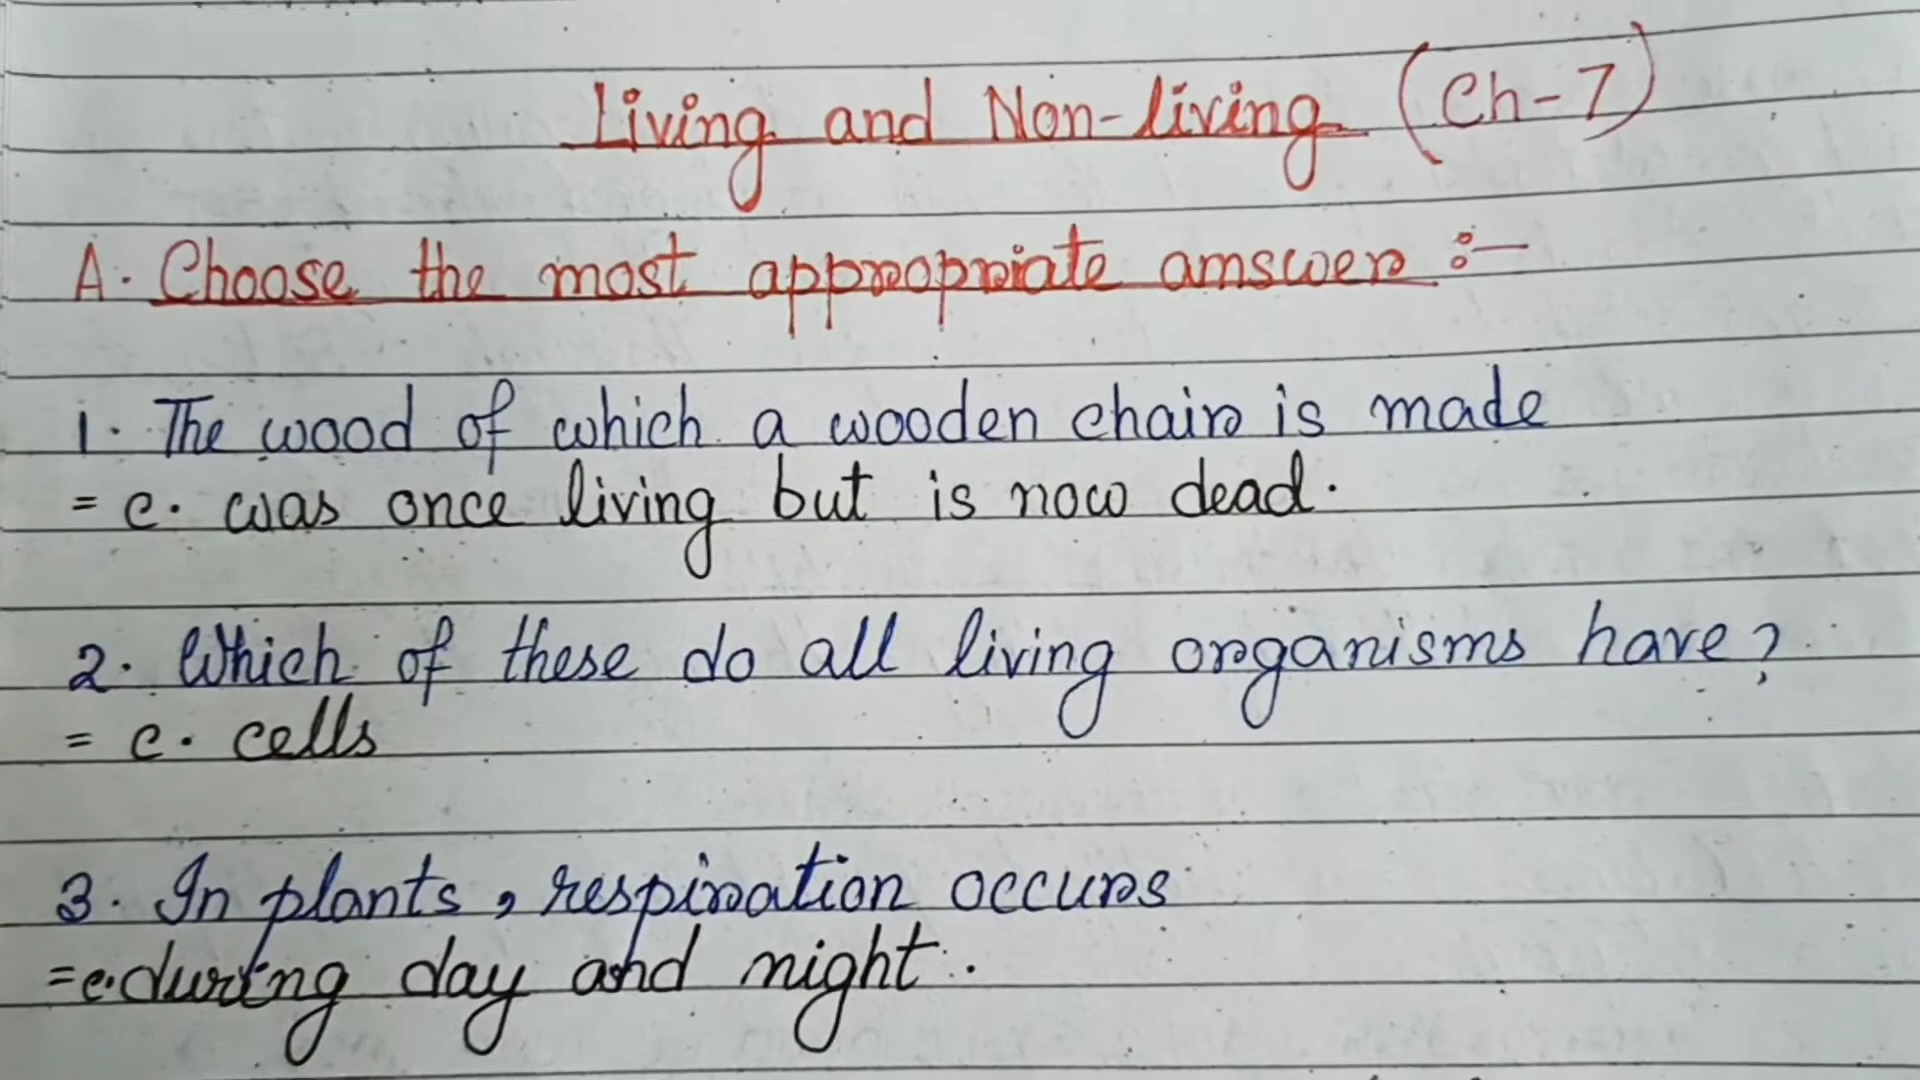 Living and Non-living (Ch-7)
A. Choose the most appropriate answer :-
1. The wood of which a wooden chair is made
= c. was once living but is now dead.
2. Which of these do all living organisms have?
= c. cells
3. In plants, respiration occurs
= c. during day and night.